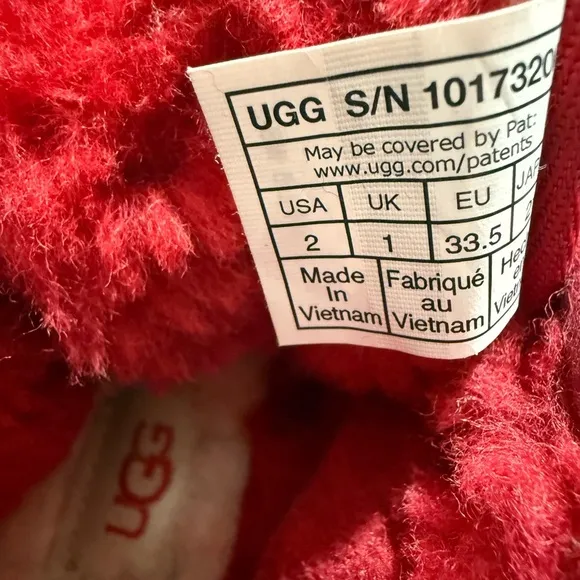 UGG S/N 1017320
May be covered by Pat:
www.ugg.com/patents
USA UK EU
2 1 33.5
Made Fabriqué
In au
Vietnam Vietnam
UGG